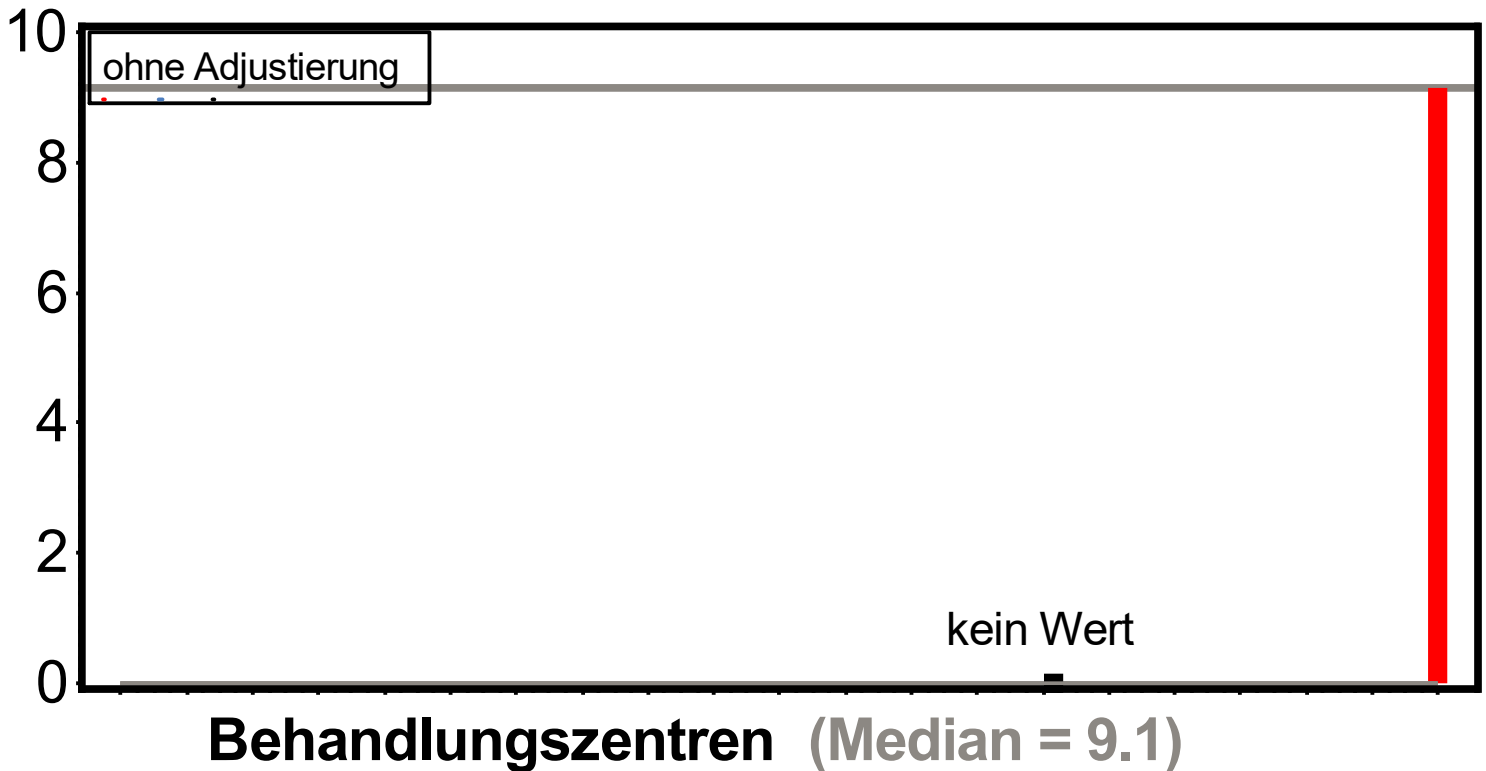 10
ohne Adjustierung
8
6
4
2
kein Wert
0
Behandlungszentren (Median = 9.1)